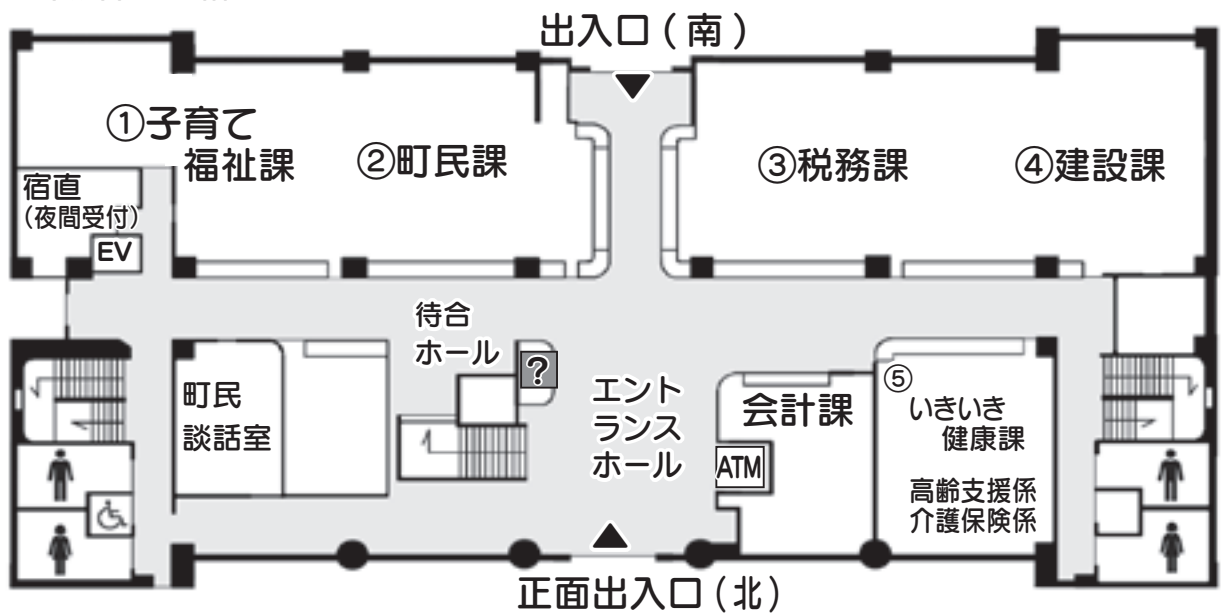 出入口（南）
①子育て
福祉課
②町民課
③税務課
④建設課
宿直
（夜間受付）
EV
待合
ホール
?
町民
談話室
エント
ランス
ホール
会計課
ATM
⑤
いきいき
健康課
高齢支援係
介護保険係
正面出入口（北）